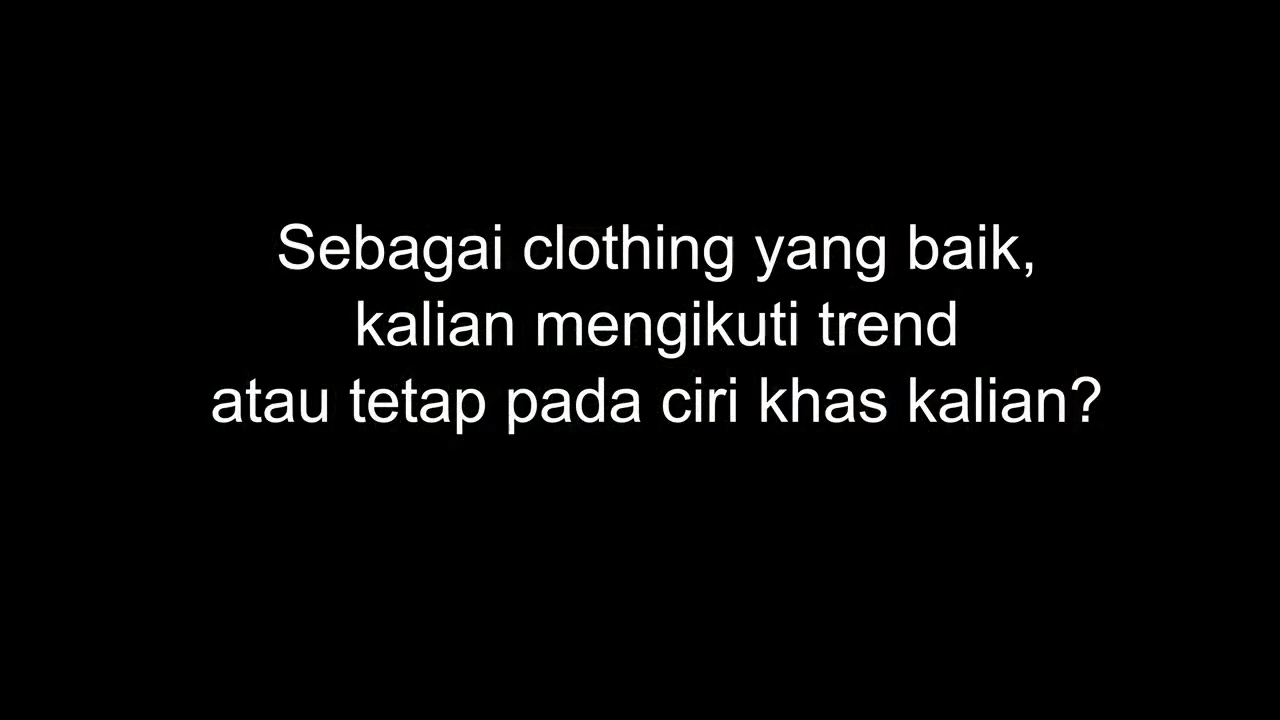 Sebagai clothing yang baik,
kalian mengikuti trend
atau tetap pada ciri khas kalian?